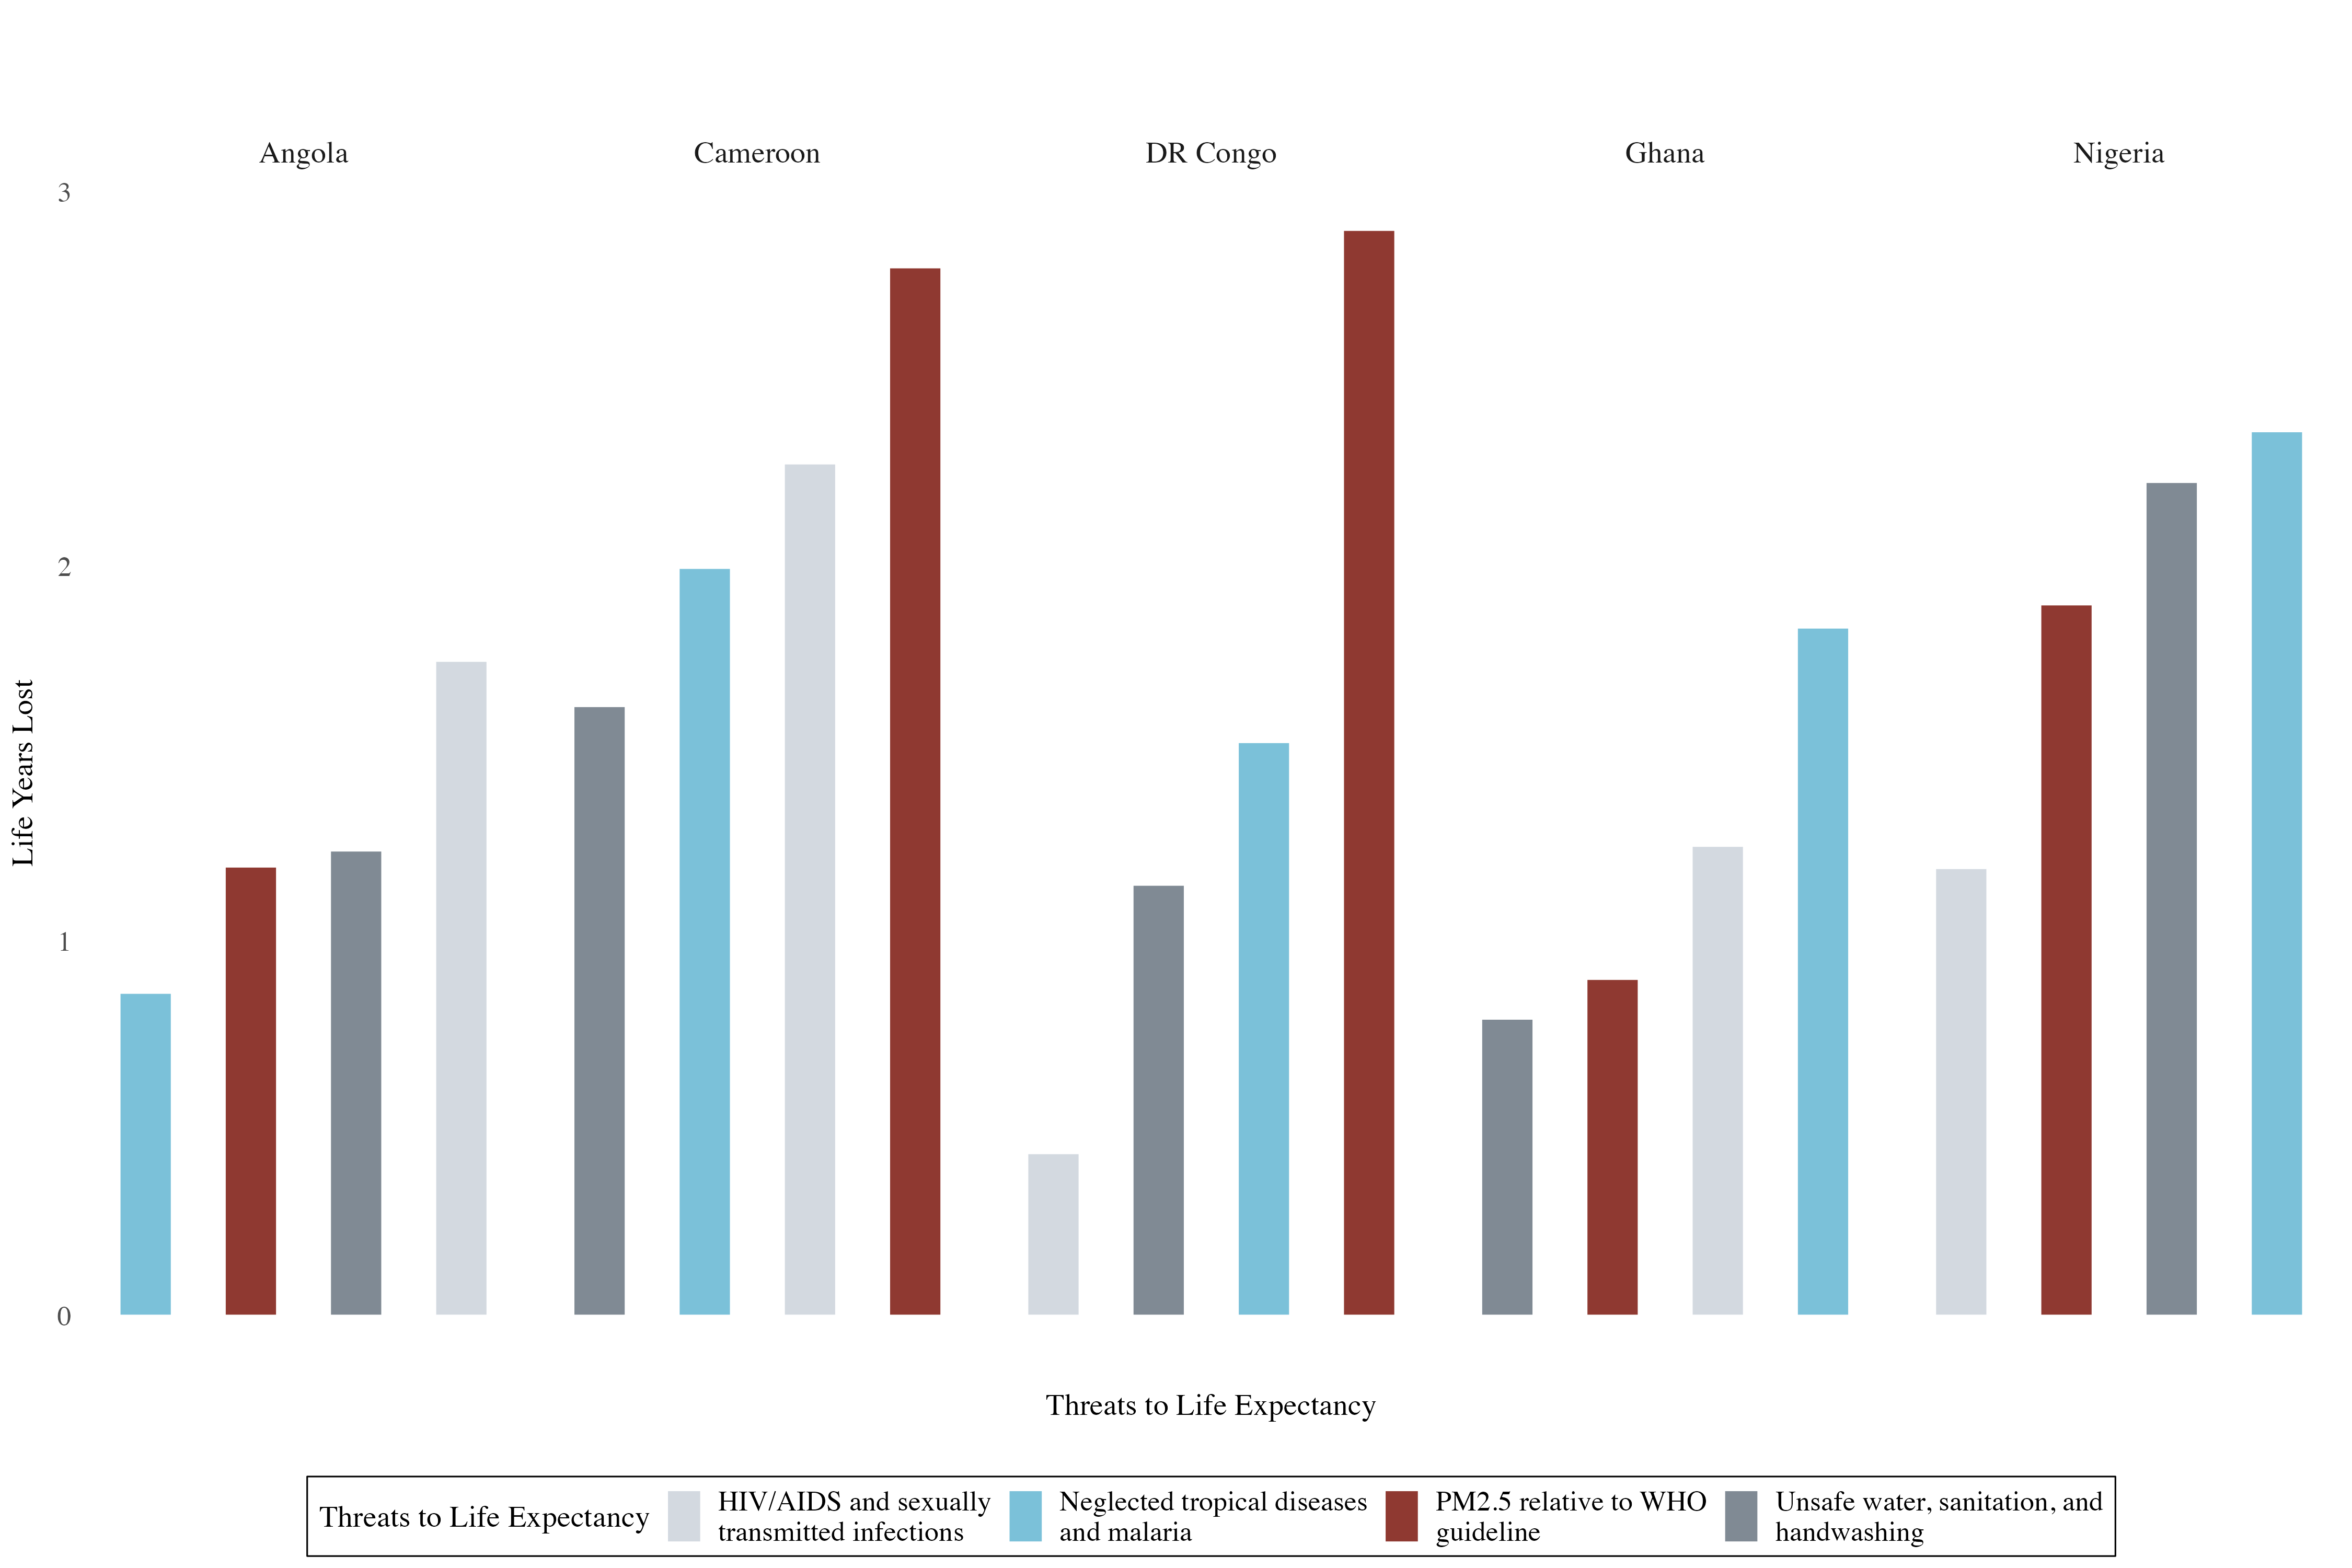 Angola
Cameroon
DR Congo
Ghana
Nigeria
3
2
1
0
Life Years Lost
Threats to Life Expectancy
Threats to Life Expectancy
HIV/AIDS and sexually
transmitted infections
Neglected tropical diseases
and malaria
PM2.5 relative to WHO
guideline
Unsafe water, sanitation, and
handwashing